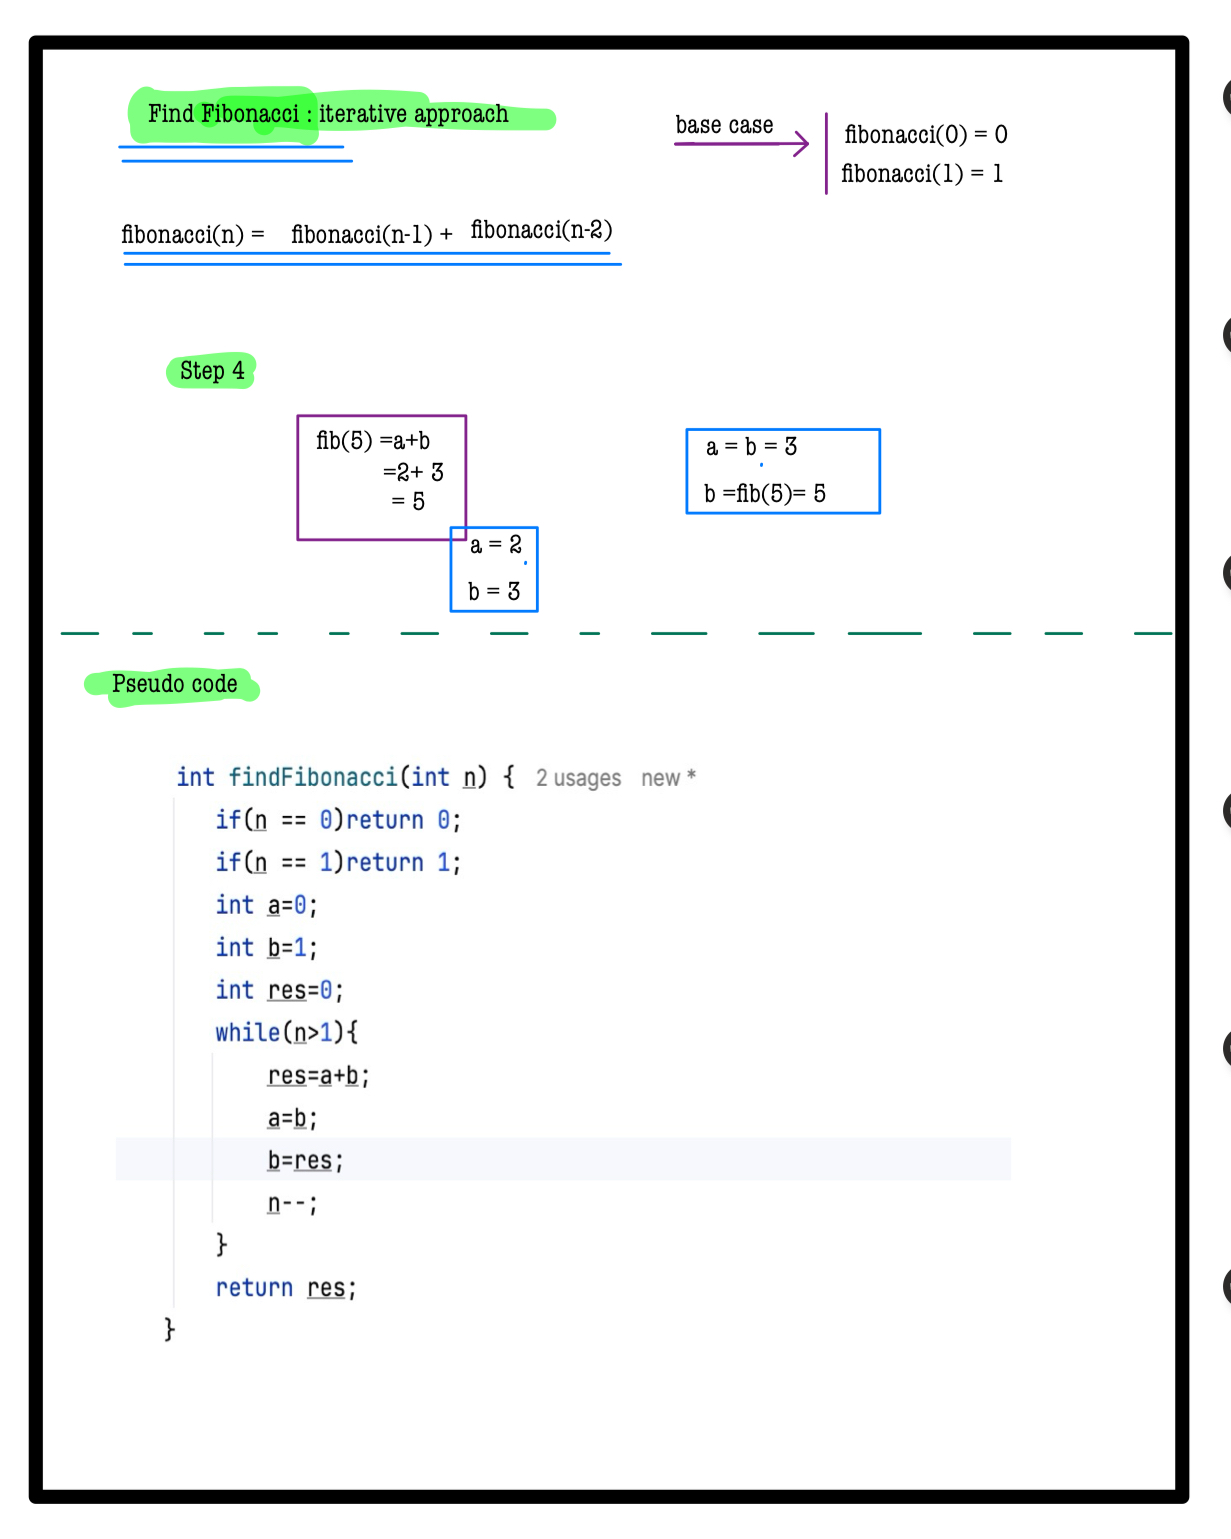 Find Fibonacci : iterative approach
base case
fibonacci(0) = 0
fibonacci(1) = 1
fibonacci(n) = fibonacci(n-1) + fibonacci(n-2)
Step 4
fib(5) =a+b
=2+ 3
= 5
a = b = 3
b =fib(5)= 5
a = 2
b = 3
Pseudo code
int findFibonacci(int n) { 2 usages new *
if(n == 0)return 0;
if(n == 1)return 1;
int a=0;
int b=1;
int res=0;
while(n>1){
res=a+b;
a=b;
b=res;
n--;
}
return res;
}